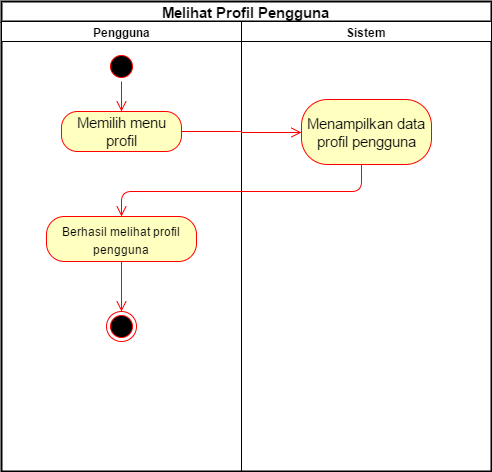 Melihat Profil Pengguna
Pengguna
Sistem
Memilih menu
profil
Menampilkan data
profil pengguna
Berhasil melihat profil
pengguna